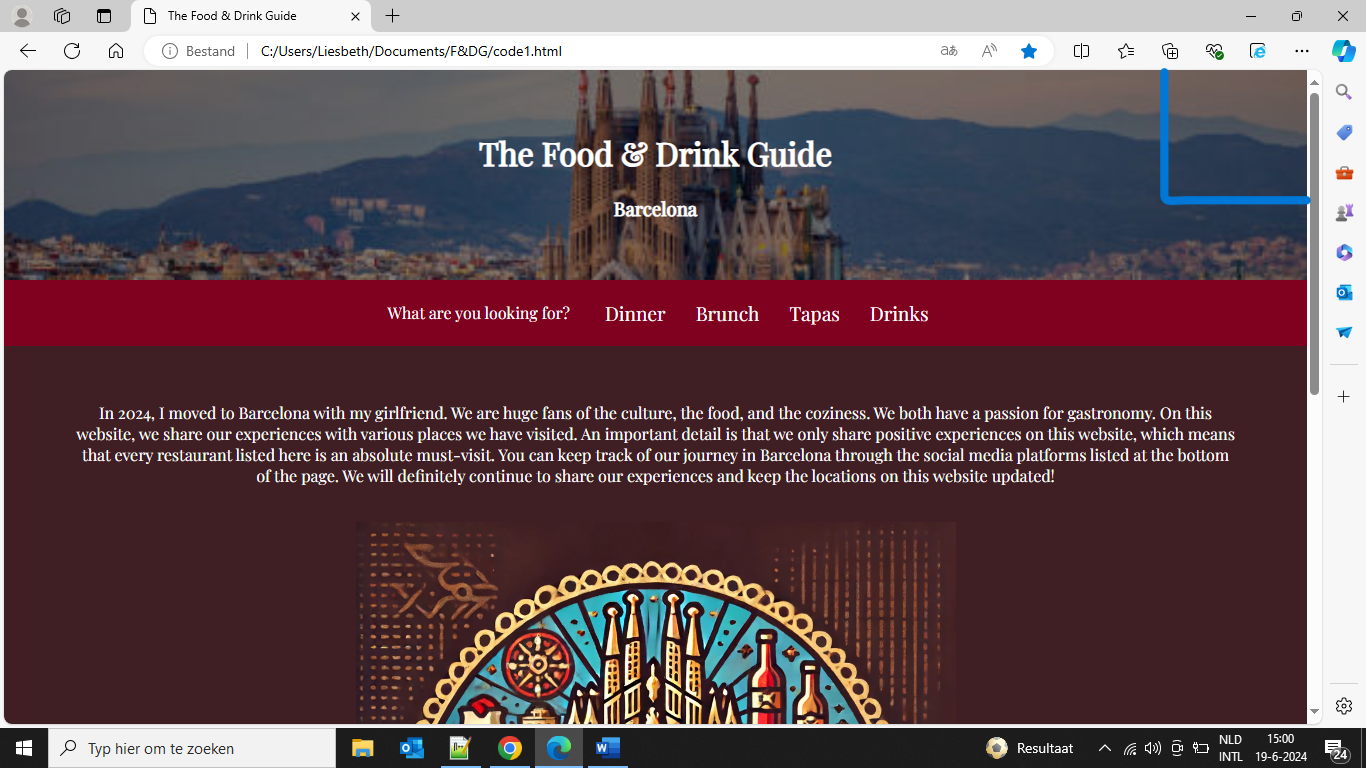 The Food & Drink Guide
Bestand
C:/Users/Liesbeth/Documents/F&DG/code1.html
aあ
The Food & Drink Guide
Barcelona
What are you looking for? Dinner Brunch Tapas Drinks
In 2024, I moved to Barcelona with my girlfriend. We are huge fans of the culture, the food, and the coziness. We both have a passion for gastronomy. On this
website, we share our experiences with various places we have visited. An important detail is that we only share positive experiences on this website, which means
that every restaurant listed here is an absolute must-visit. You can keep track of our journey in Barcelona through the social media platforms listed at the bottom
of the page. We will definitely continue to share our experiences and keep the locations on this website updated!
Typ hier om te zoeken
Resultaat
NLD
INTL
15:00
19-6-2024
24